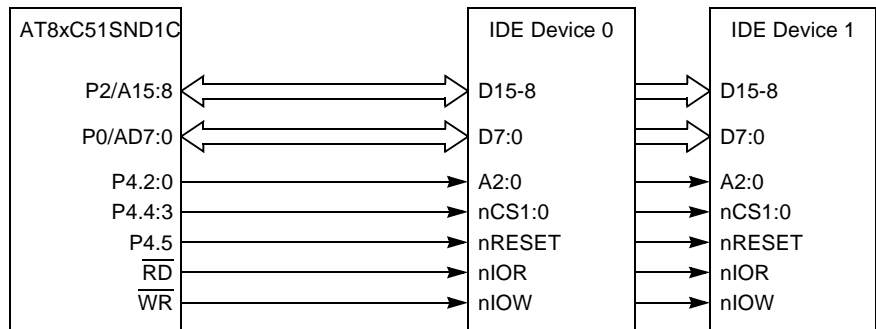 AT8xC51SND1C IDE Device 0 IDE Device 1
P2/A15:8 D15-8 D15-8
P0/AD7:0 D7:0 D7:0
P4.2:0 A2:0 A2:0
P4.4:3 nCS1:0 nCS1:0
P4.5 nRESET nRESET
RD nIOR nIOR
WR nIOW nIOW